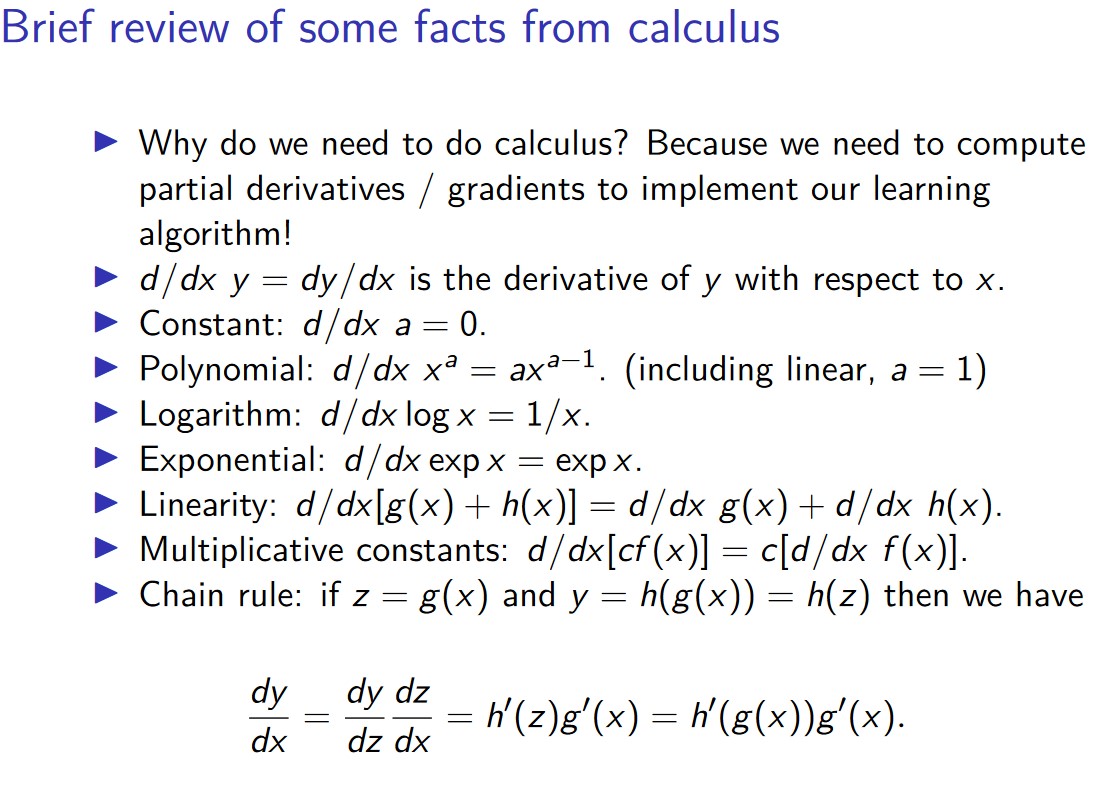 Brief review of some facts from calculus
▶ Why do we need to do calculus? Because we need to compute
partial derivatives / gradients to implement our learning
algorithm!
▶ d/dx y = dy/dx is the derivative of y with respect to x.
▶ Constant: d/dx a = 0.
▶ Polynomial: d/dx xᵃ = axᵃ⁻¹. (including linear, a = 1)
▶ Logarithm: d/dx log x = 1/x.
▶ Exponential: d/dx exp x = exp x.
▶ Linearity: d/dx[g(x) + h(x)] = d/dx g(x) + d/dx h(x).
▶ Multiplicative constants: d/dx[cf(x)] = c[d/dx f(x)].
▶ Chain rule: if z = g(x) and y = h(g(x)) = h(z) then we have
dy/dx = dy/dz dz/dx = h′(z)g′(x) = h′(g(x))g′(x).